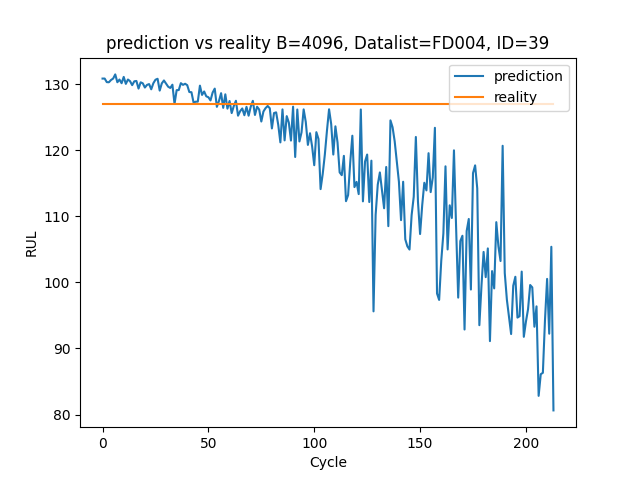 prediction vs reality B=4096, Datalist=FD004, ID=39
prediction
reality
RUL
130
120
110
100
90
80
0 50 100 150 200
Cycle